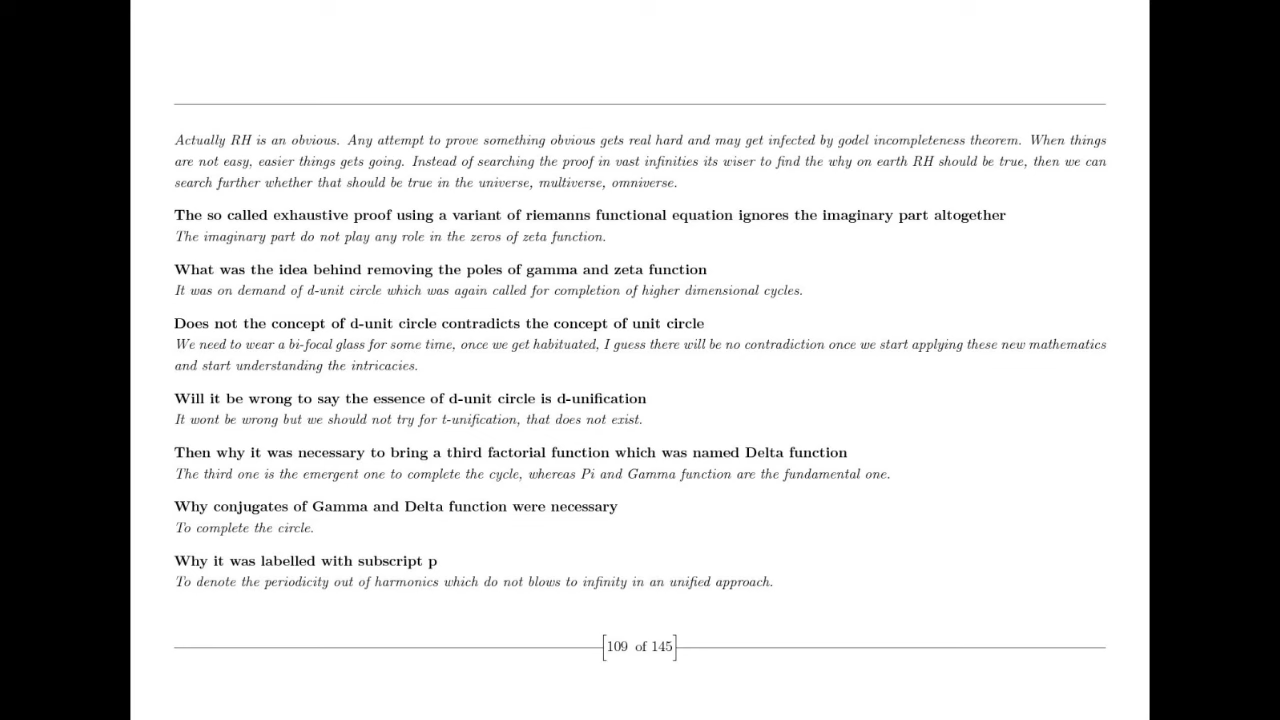 Actually RH is an obvious. Any attempt to prove something obvious gets real hard and may get infected by godel incompleteness theorem. When things
are not easy, easier things gets going. Instead of searching the proof in vast infinities its wiser to find the why on earth RH should be true, then we can
search further whether that should be true in the universe, multiverse, omniverse.
The so called exhaustive proof using a variant of riemanns functional equation ignores the imaginary part altogether
The imaginary part do not play any role in the zeros of zeta function.
What was the idea behind removing the poles of gamma and zeta function
It was on demand of d-unit circle which was again called for completion of higher dimensional cycles.
Does not the concept of d-unit circle contradicts the concept of unit circle
We need to wear a bi-focal glass for some time, once we get habituated, I guess there will be no contradiction once we start applying these new mathematics
and start understanding the intricacies.
Will it be wrong to say the essence of d-unit circle is d-unification
It wont be wrong but we should not try for t-unification, that does not exist.
Then why it was necessary to bring a third factorial function which was named Delta function
The third one is the emergent one to complete the cycle, whereas Pi and Gamma function are the fundamental one.
Why conjugates of Gamma and Delta function were necessary
To complete the circle.
Why it was labelled with subscript p
To denote the periodicity out of harmonics which do not blows to infinity in an unified approach.
[109 of 145]